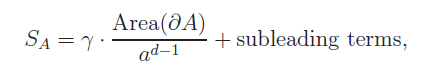 S_A = γ · Area(∂A) / a^{d−1} + subleading terms,